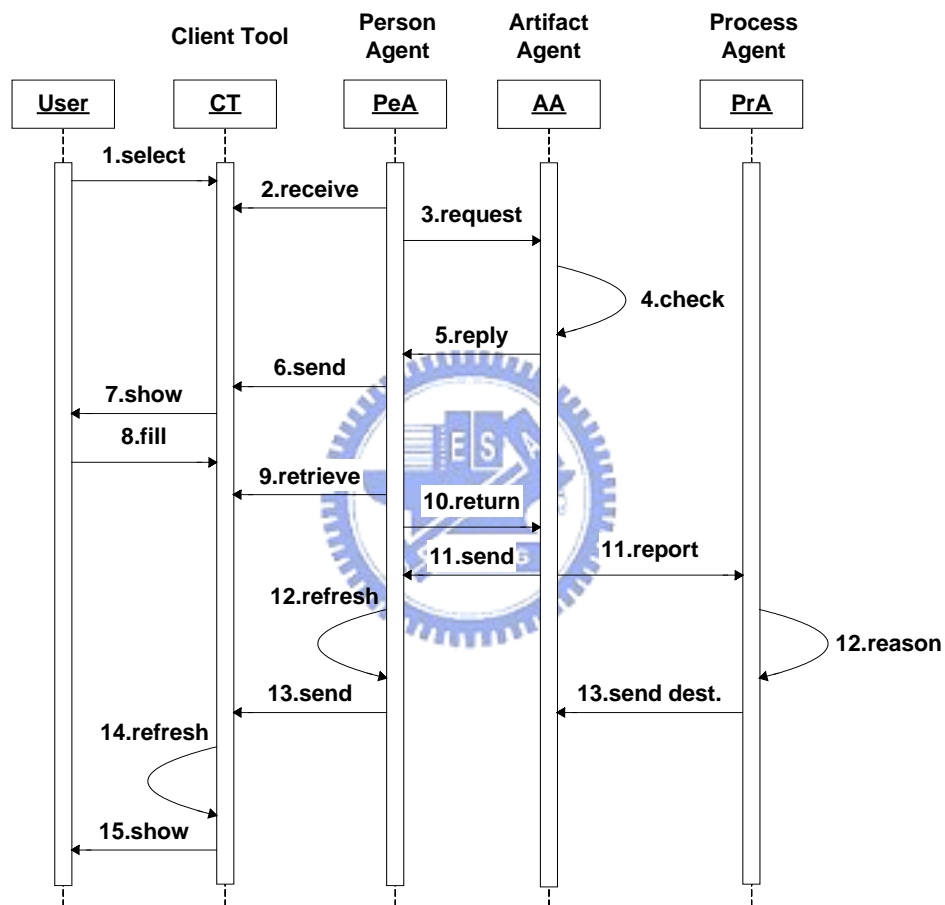 Client Tool
Person
Agent
Artifact
Agent
Process
Agent
User
CT
PeA
AA
PrA
1.select
2.receive
3.request
4.check
5.reply
6.send
7.show
8.fill
E S A
9.retrieve
10.return
11.send
6
11.report
12.refresh
12.reason
13.send
13.send dest.
14.refresh
15.show